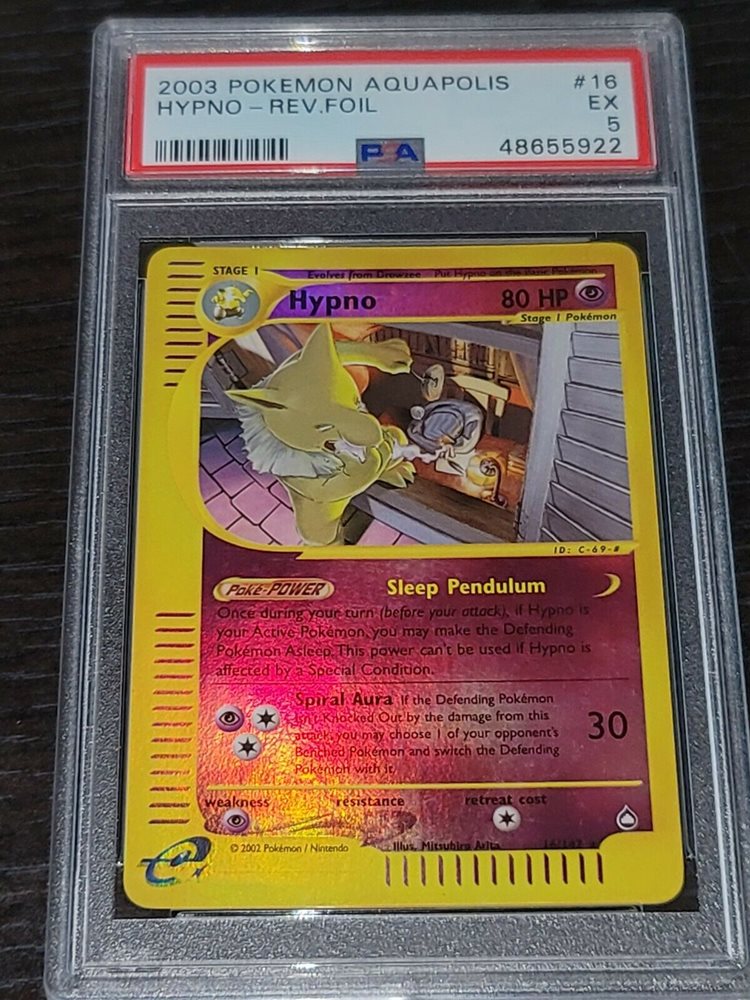 2003 POKEMON AQUAPOLIS #16
HYPNO - REV.FOIL EX
5
PSA 48655922
STAGE 1 Evolves from Drowzee Put Hypno on the Basic Pokémon
Hypno 80 HP
Stage 1 Pokémon
ID: C-69-#
Poké-POWER Sleep Pendulum
Once during your turn (before your attack), if Hypno is
your Active Pokémon, you may make the Defending
Pokémon Asleep. This power can't be used if Hypno is
affected by a Special Condition.
Spiral Aura If the Defending Pokémon
isn't Knocked Out by the damage from this
attack, you may choose 1 of your opponent's
Benched Pokémon and switch the Defending
Pokémon with it.
30
weakness resistance retreat cost
© 2002 Pokémon / Nintendo Illus. Mitsuhiro Arita 16/147
e